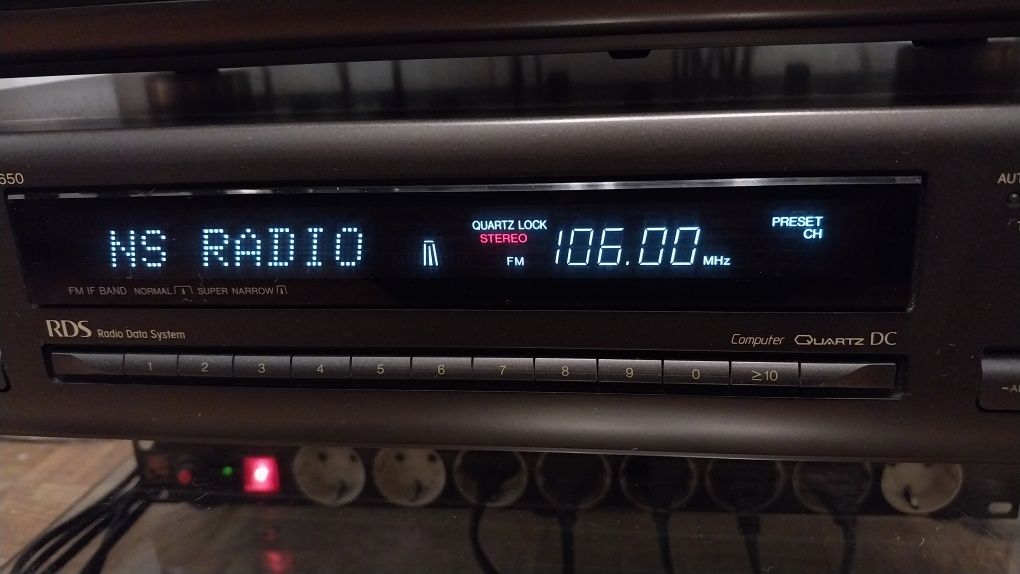 650
AUT
QUARTZ LOCK
PRESET
STEREO
CH
NS RADIO
FM
106.00 MHz
FM IF BAND NORMAL SUPER NARROW
RDS Radio Data System
Computer QUARTZ DC
1 2 3 4 5 6 7 8 9 0 ≥10